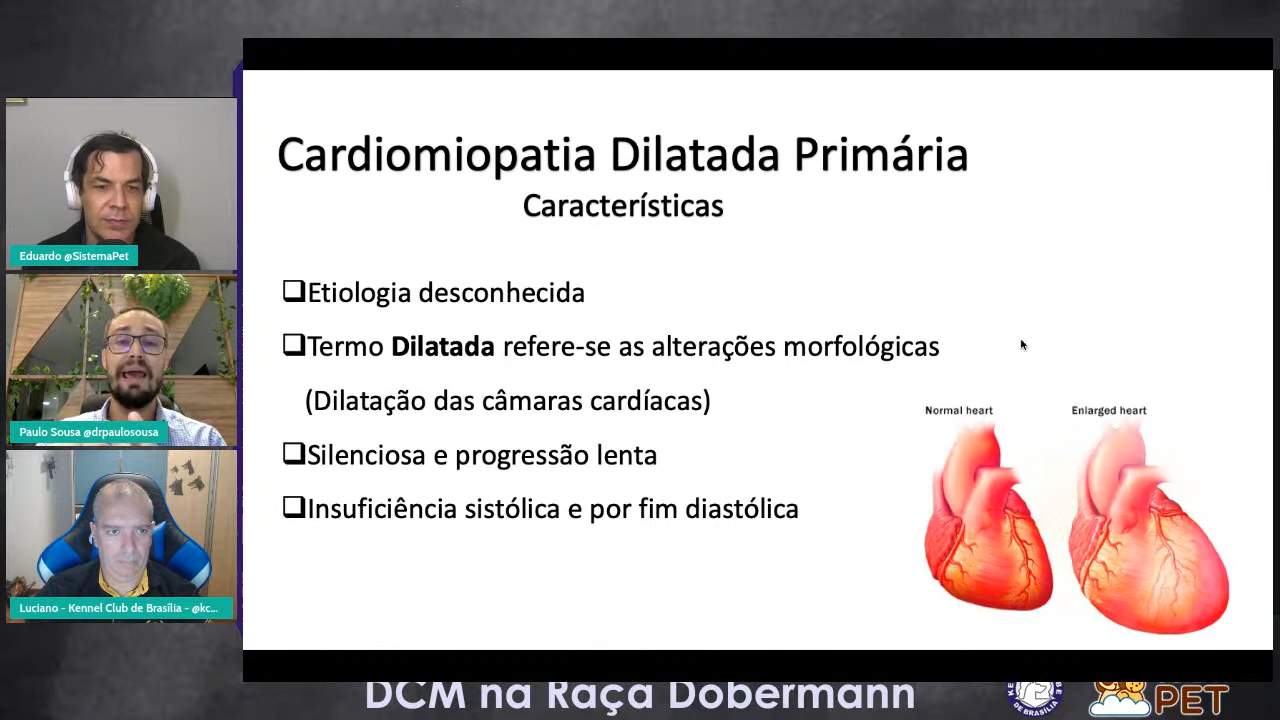 Cardiomiopatia Dilatada Primária
Características
Etiologia desconhecida
Termo Dilatada refere-se as alterações morfológicas
(Dilatação das câmaras cardíacas)
Silenciosa e progressão lenta
Insuficiência sistólica e por fim diastólica
Normal heart
Enlarged heart
Eduardo @SistemaPet
Paulo Sousa @drpaulosousa
Luciano - Kennel Club de Brasília - @kc...
DCM na Raça Dobermann
DE BRASÍLIA
PET